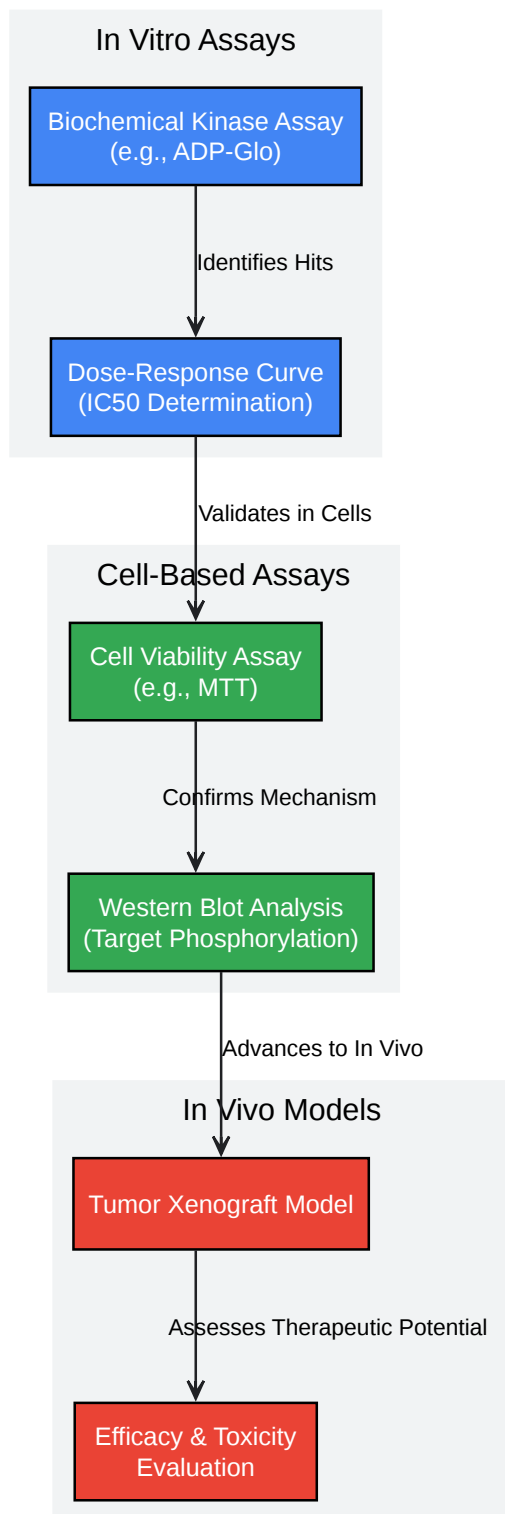 In Vitro Assays
Biochemical Kinase Assay
(e.g., ADP-Glo)
Identifies Hits
Dose-Response Curve
(IC50 Determination)
Validates in Cells
Cell-Based Assays
Cell Viability Assay
(e.g., MTT)
Confirms Mechanism
Western Blot Analysis
(Target Phosphorylation)
Advances to In Vivo
In Vivo Models
Tumor Xenograft Model
Assesses Therapeutic Potential
Efficacy & Toxicity
Evaluation